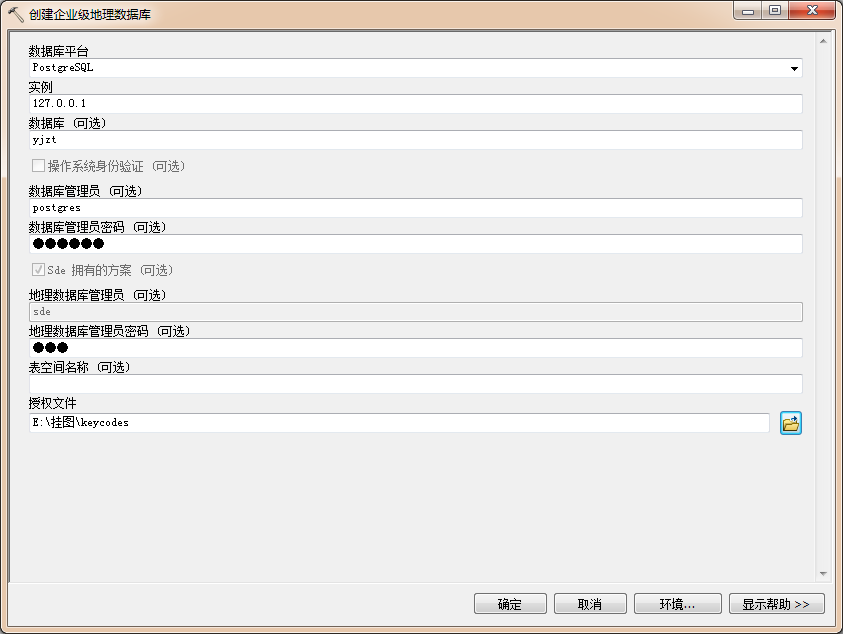 创建企业级地理数据库
数据库平台
PostgreSQL
实例
127.0.0.1
数据库 (可选)
yjzt
操作系统身份验证 (可选)
数据库管理员 (可选)
postgres
数据库管理员密码 (可选)
●●●●●●
Sde 拥有的方案 (可选)
地理数据库管理员 (可选)
sde
地理数据库管理员密码 (可选)
●●●
表空间名称 (可选)
授权文件
E:\挂图\keycodes
确定 取消 环境... 显示帮助 >>